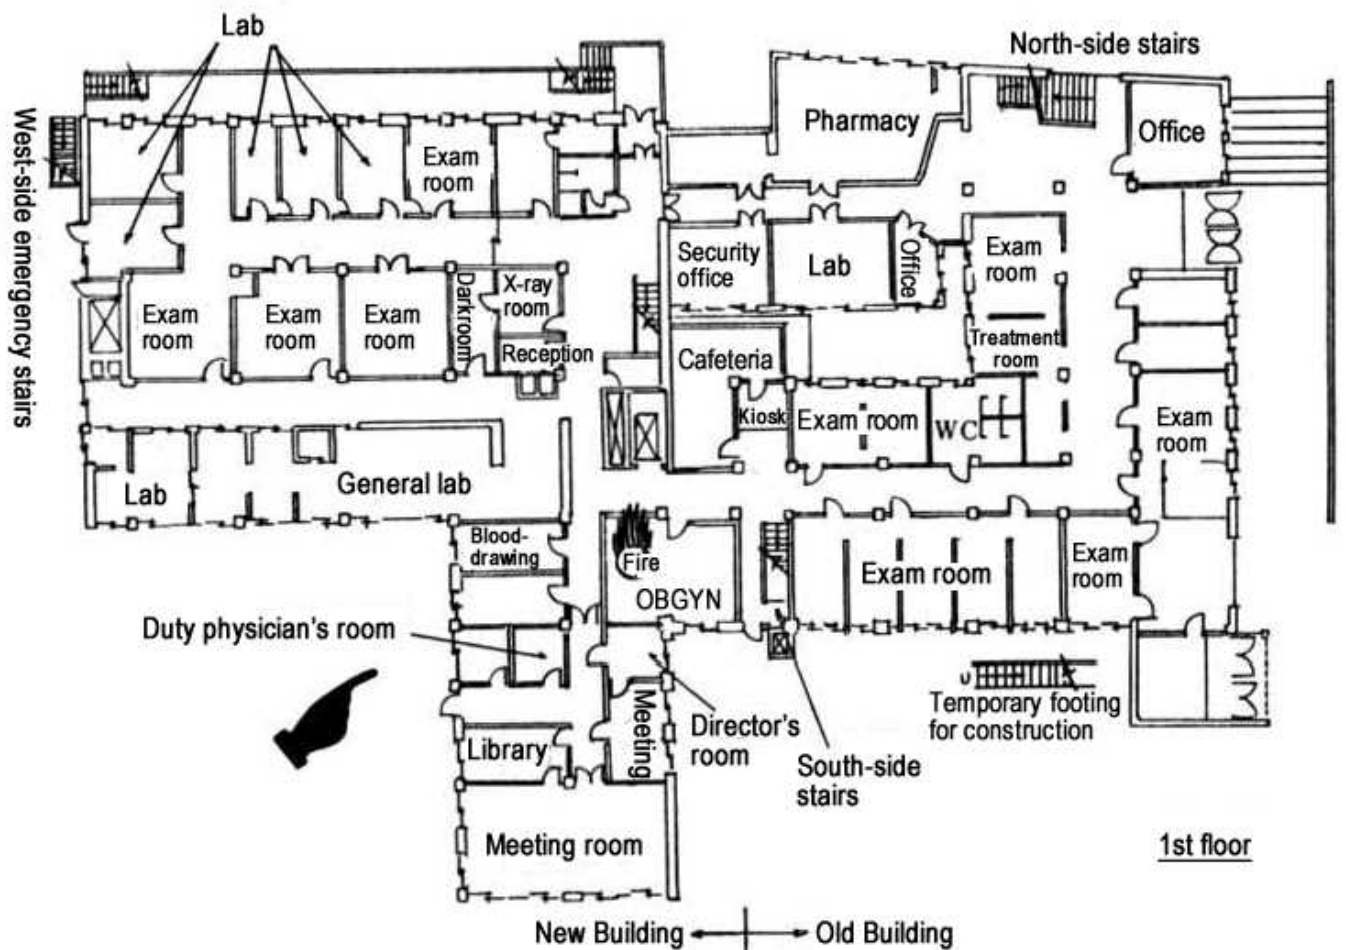 Lab
North-side stairs
West-side emergency stairs
Pharmacy
Office
Exam
room
Security
office
Lab
Office
Exam
room
Exam
room
Exam
room
Exam
room
Darkroom
X-ray
room
Reception
Cafeteria
Treatment
room
Kiosk
Exam room
WC
Exam
room
Lab
General lab
Blood-
drawing
Fire
OBGYN
Exam room
Exam
room
Duty physician's room
Temporary footing
for construction
Director's
room
Meeting
Library
South-side
stairs
Meeting room
1st floor
New Building
Old Building